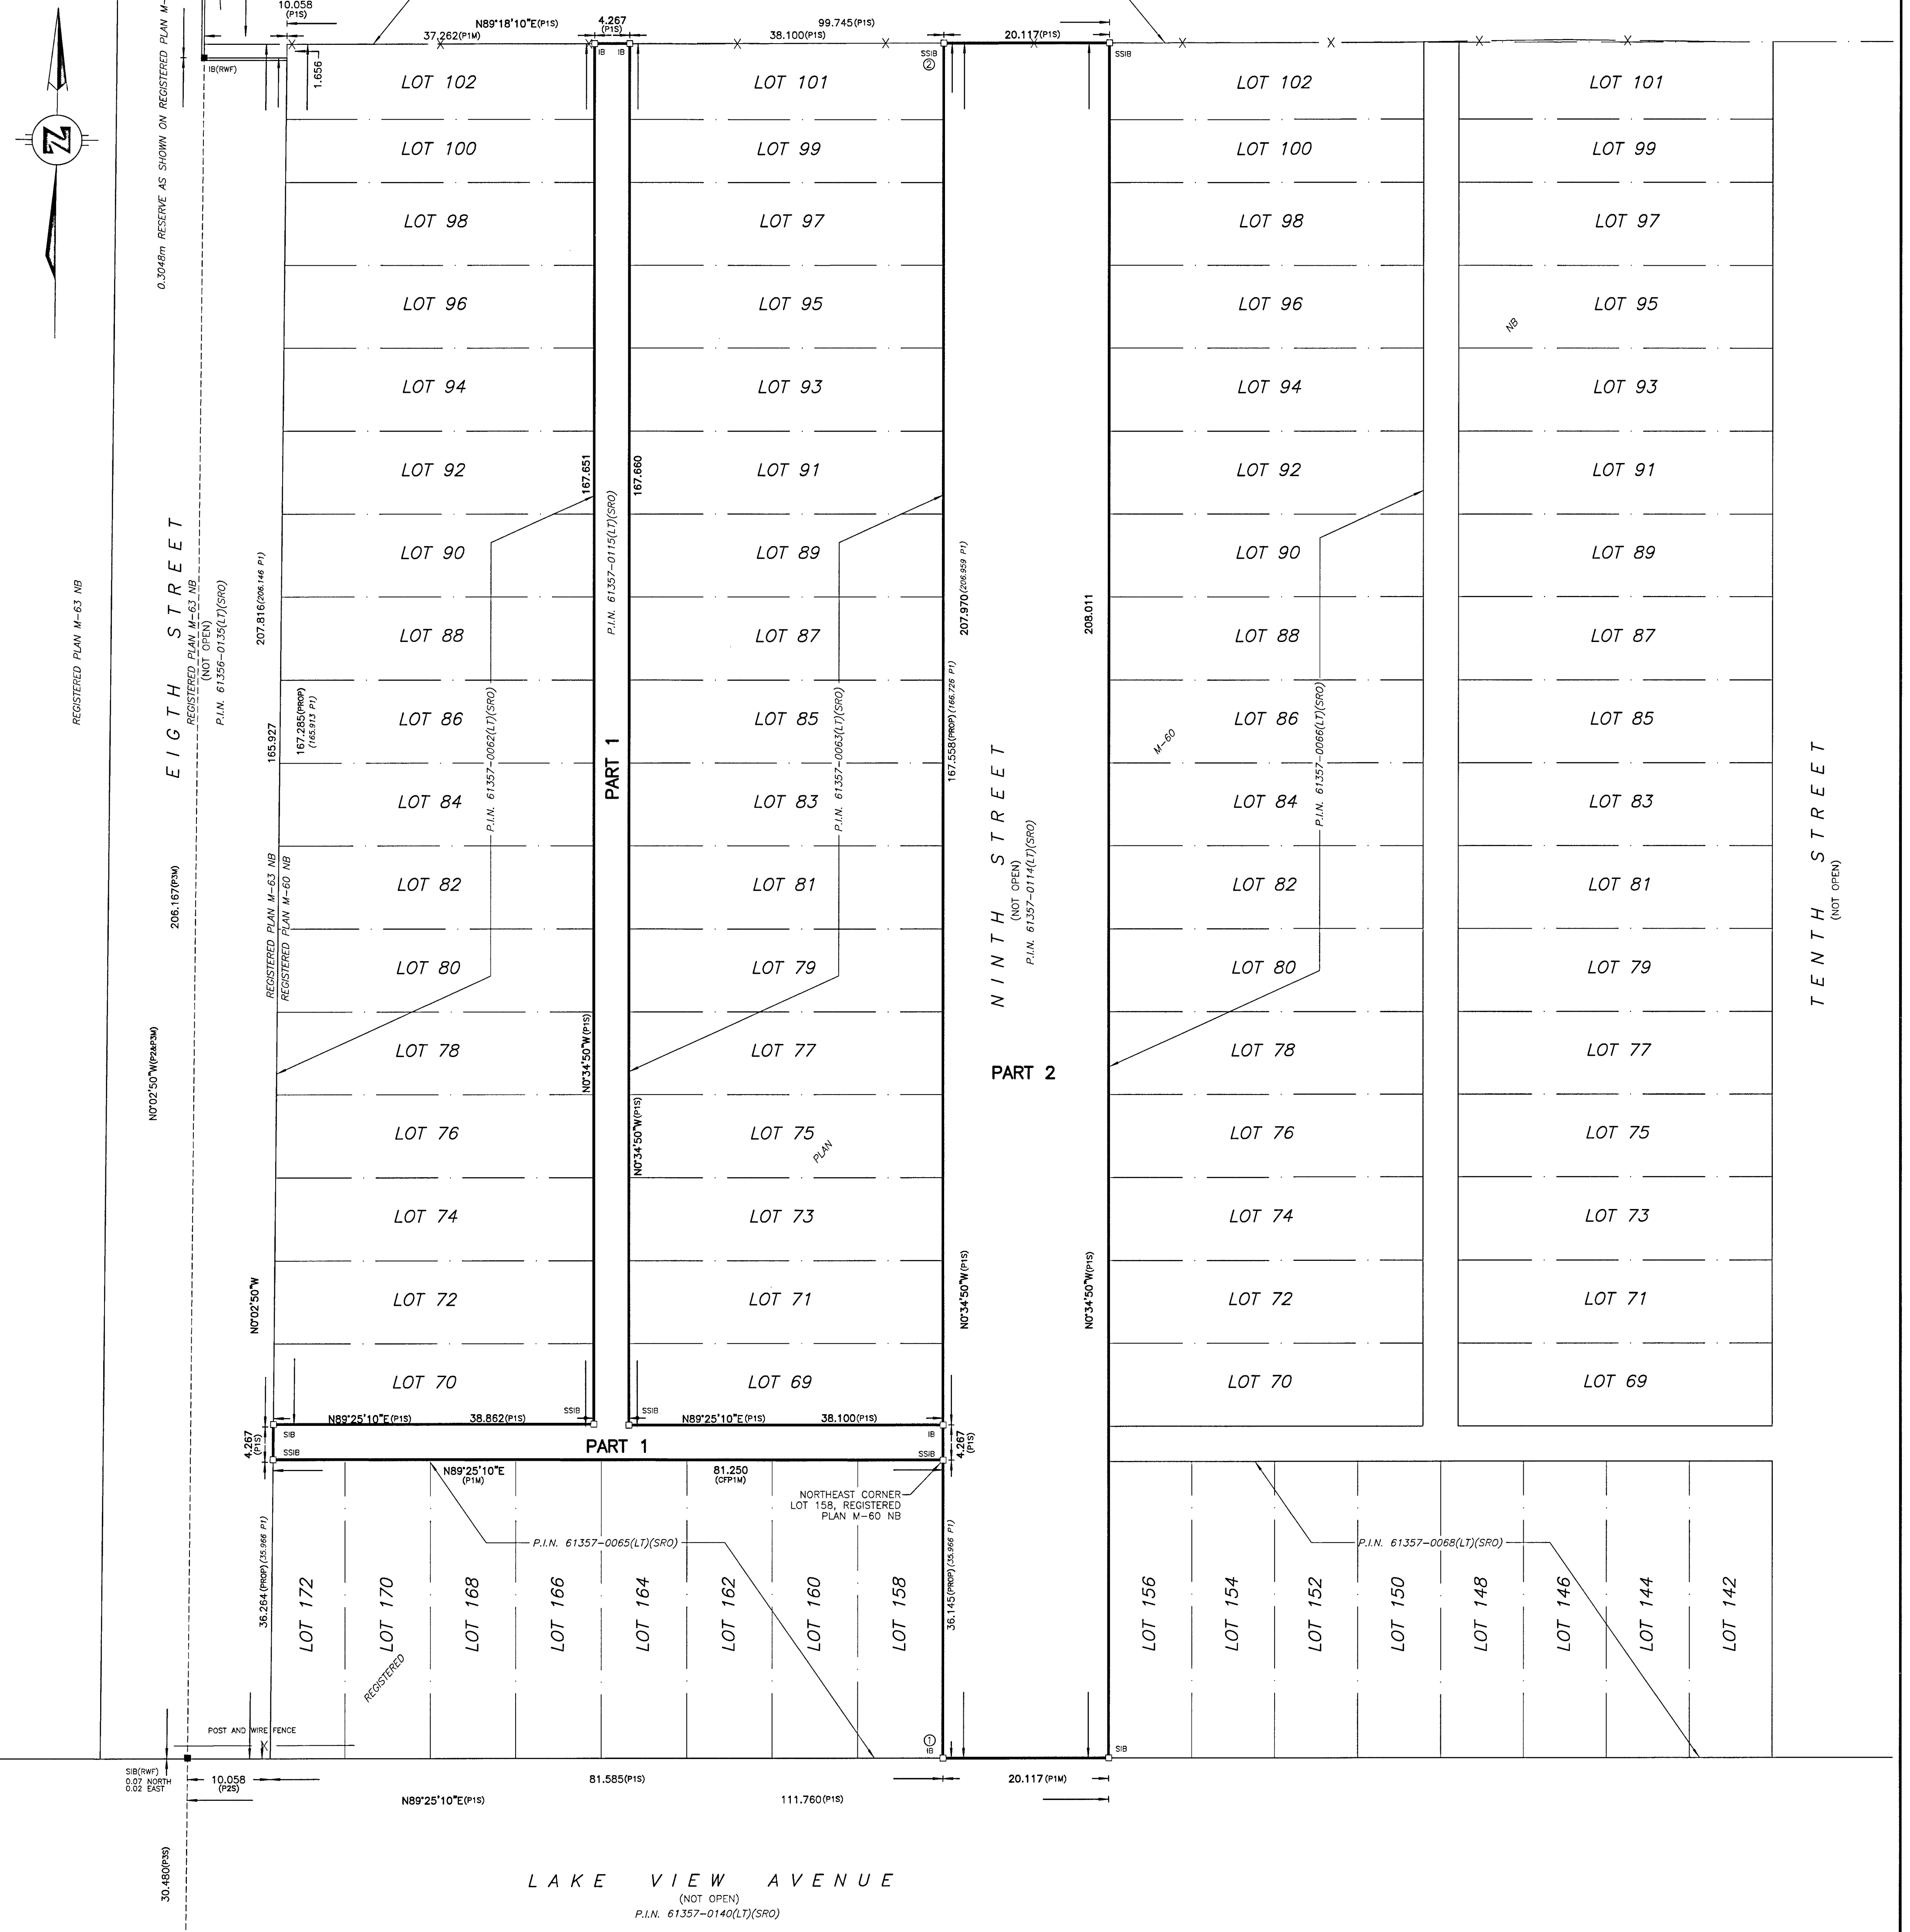 10.058
(P1S)
N89°18'10"E(P1S)
4.267
(P1S)
99.745(P1S)
37.262(P1M)
38.100(P1S)
20.117(P1S)
IB(RWF)
1.656
IB
IB
SSIB
②
SSIB
0.3048m RESERVE AS SHOWN ON REGISTERED PLAN M-
LOT 102
LOT 101
LOT 102
LOT 101
LOT 100
LOT 99
LOT 100
LOT 99
LOT 98
LOT 97
LOT 98
LOT 97
LOT 96
LOT 95
LOT 96
LOT 95
NB
LOT 94
LOT 93
LOT 94
LOT 93
LOT 92
LOT 91
LOT 92
LOT 91
LOT 90
LOT 89
LOT 90
LOT 89
LOT 88
LOT 87
LOT 88
LOT 87
LOT 86
LOT 85
LOT 86
LOT 85
M-60
LOT 84
LOT 83
LOT 84
LOT 83
LOT 82
LOT 81
LOT 82
LOT 81
LOT 80
LOT 79
LOT 80
LOT 79
LOT 78
LOT 77
LOT 78
LOT 77
LOT 76
LOT 75
LOT 76
LOT 75
PLAN
LOT 74
LOT 73
LOT 74
LOT 73
LOT 72
LOT 71
LOT 72
LOT 71
LOT 70
LOT 69
LOT 70
LOT 69
REGISTERED PLAN M-63 NB
EIGTH STREET
REGISTERED PLAN M-63 NB
(NOT OPEN)
P.I.N. 61356-0135(LT)(SRO)
206.167(P3M)
N0°02'50"W(P2&P3M)
207.816(206.146 P1)
165.927
167.285(PROP)
(165.913 P1)
REGISTERED PLAN M-63 NB
REGISTERED PLAN M-60 NB
N0°02'50"W
P.I.N. 61357-0062(LT)(SRO)
167.651
167.660
P.I.N. 61357-0115(LT)(SRO)
PART 1
N0°34'50"W(P1S)
N0°34'50"W(P1S)
P.I.N. 61357-0063(LT)(SRO)
207.970(206.959 P1)
167.558(PROP)(166.726 P1)
208.011
NINTH STREET
(NOT OPEN)
P.I.N. 61357-0114(LT)(SRO)
PART 2
N0°34'50"W(P1S)
N0°34'50"W(P1S)
P.I.N. 61357-0066(LT)(SRO)
TENTH STREET
(NOT OPEN)
N89°25'10"E(P1S)
38.862(P1S)
SSIB
SSIB
N89°25'10"E(P1S)
38.100(P1S)
SIB
IB
4.267
(P1S)
SSIB
PART 1
SSIB
4.267
(P1S)
N89°25'10"E
(P1M)
81.250
(CFP1M)
NORTHEAST CORNER
LOT 158, REGISTERED
PLAN M-60 NB
P.I.N. 61357-0065(LT)(SRO)
P.I.N. 61357-0068(LT)(SRO)
36.264(PROP)(35.966 P1)
LOT 172
LOT 170
LOT 168
LOT 166
LOT 164
LOT 162
LOT 160
LOT 158
36.145(PROP)(35.966 P1)
LOT 156
LOT 154
LOT 152
LOT 150
LOT 148
LOT 146
LOT 144
LOT 142
REGISTERED
POST AND WIRE FENCE
①
IB
SIB
SIB(RWF)
0.07 NORTH
0.02 EAST
10.058
(P2S)
81.585(P1S)
20.117(P1M)
N89°25'10"E(P1S)
111.760(P1S)
30.480(P3S)
LAKE VIEW AVENUE
(NOT OPEN)
P.I.N. 61357-0140(LT)(SRO)